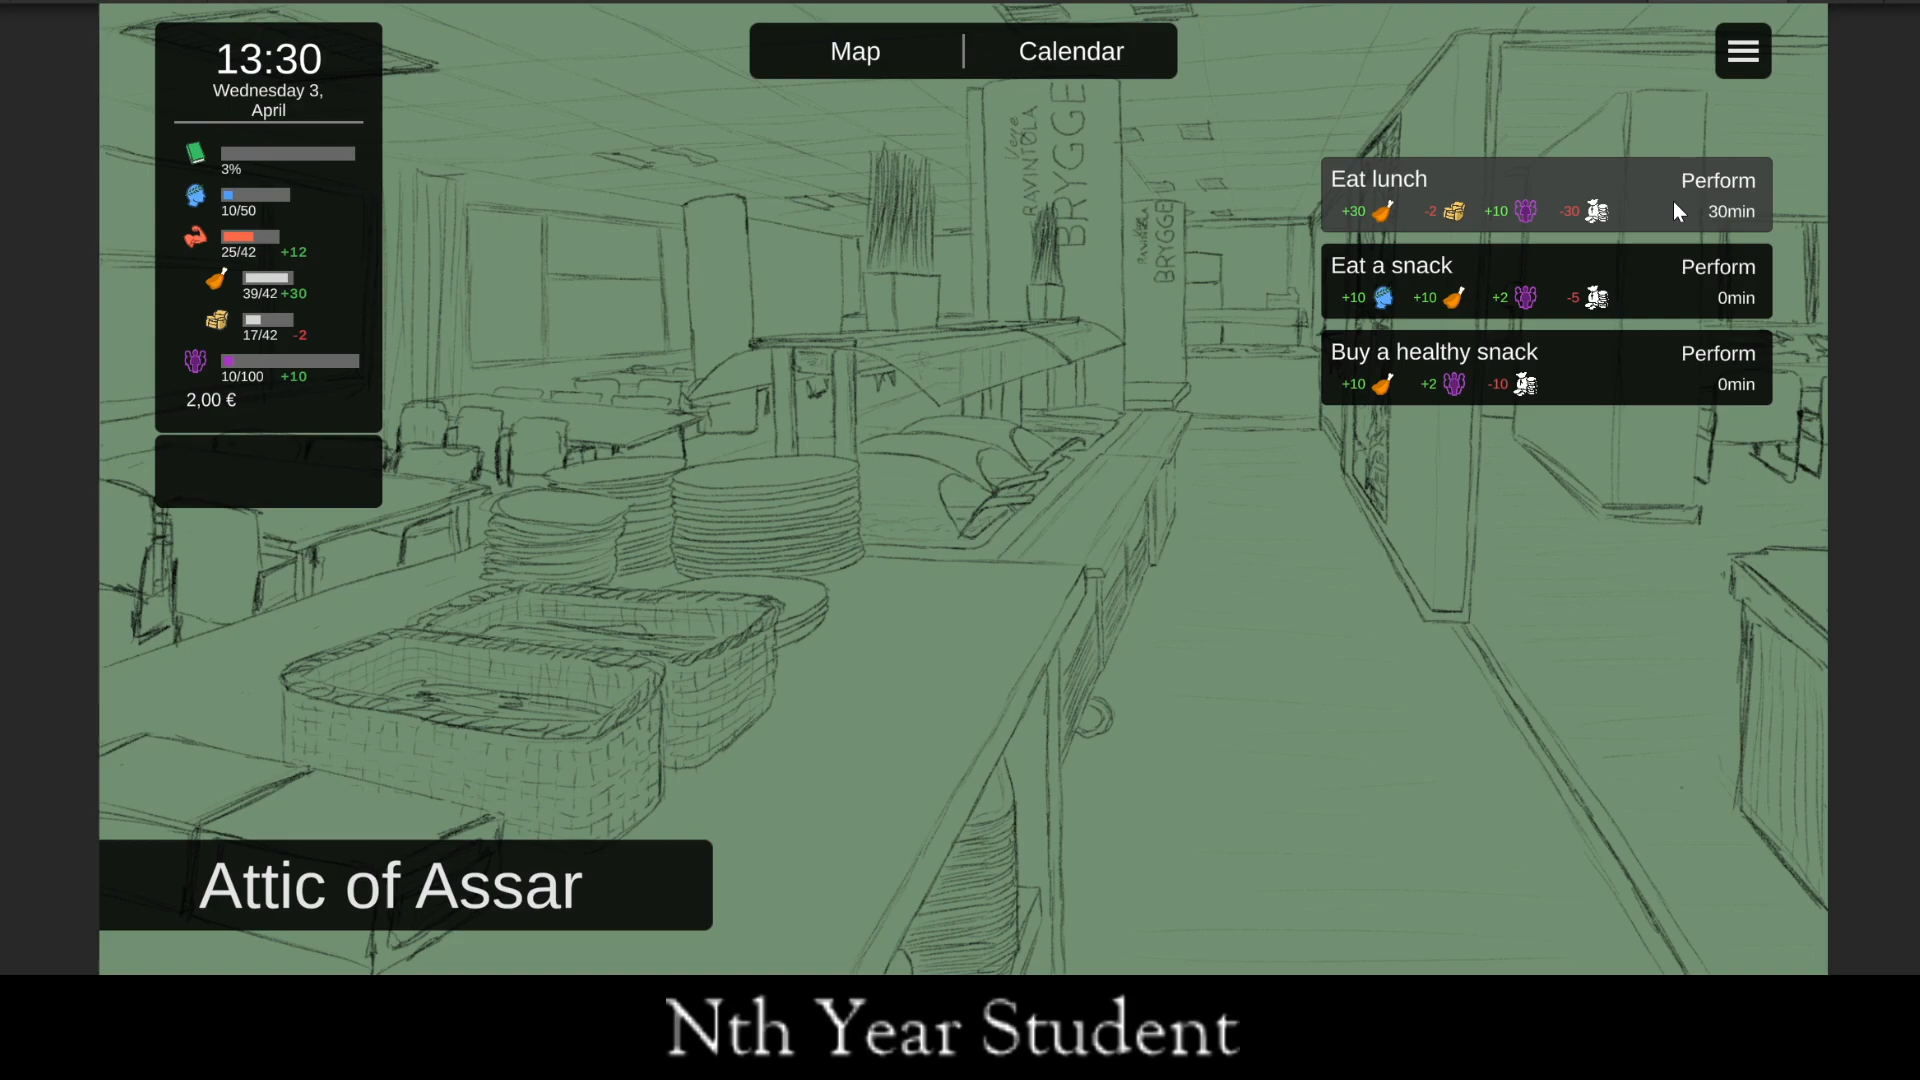 13:30
Wednesday 3,
April
3%
10/50
25/42 +12
39/42 +30
17/42 -2
10/100 +10
2,00 €
Map
Calendar
Eat lunch
Perform
+30 -2 +10 -30
30min
Eat a snack
Perform
+10 +10 +2 -5
0min
Buy a healthy snack
Perform
+10 +2 -10
0min
RAVINTOLA
BRYGGE
BRYGGE
Attic of Assar
Nth Year Student